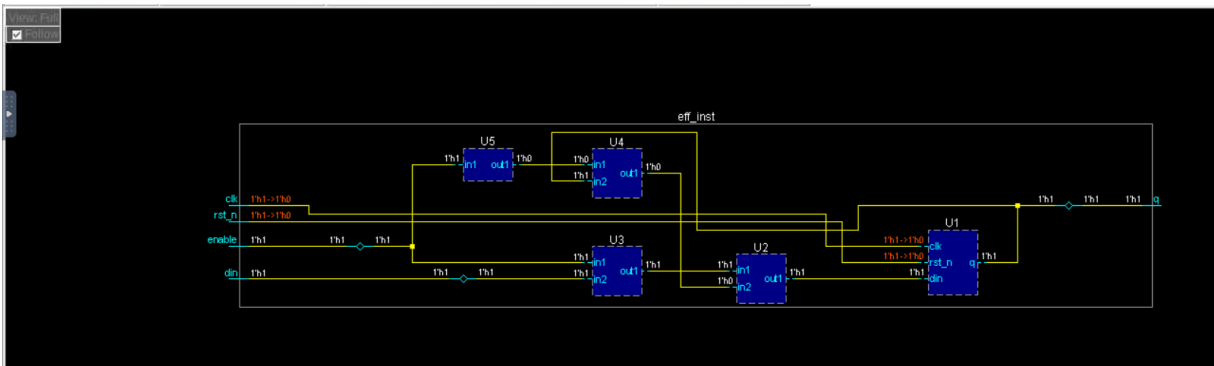 View: Full
Follow
eff_inst
U5
U4
1'h1 in1 out1 1'h0
1'h0 in1 out1 1'h0
1'h1 in2
clk 1'h1->1'h0
rst_n 1'h1->1'h0
enable 1'h1 1'h1 1'h1
din 1'h1 1'h1 1'h1
U3
1'h1 in1 out1 1'h1
1'h1 in2
U2
1'h1 in1 out1 1'h1
1'h0 in2
U1
1'h1->1'h0 clk
1'h1->1'h0 rst_n q 1'h1
1'h1 din
1'h1 1'h1 1'h1 q